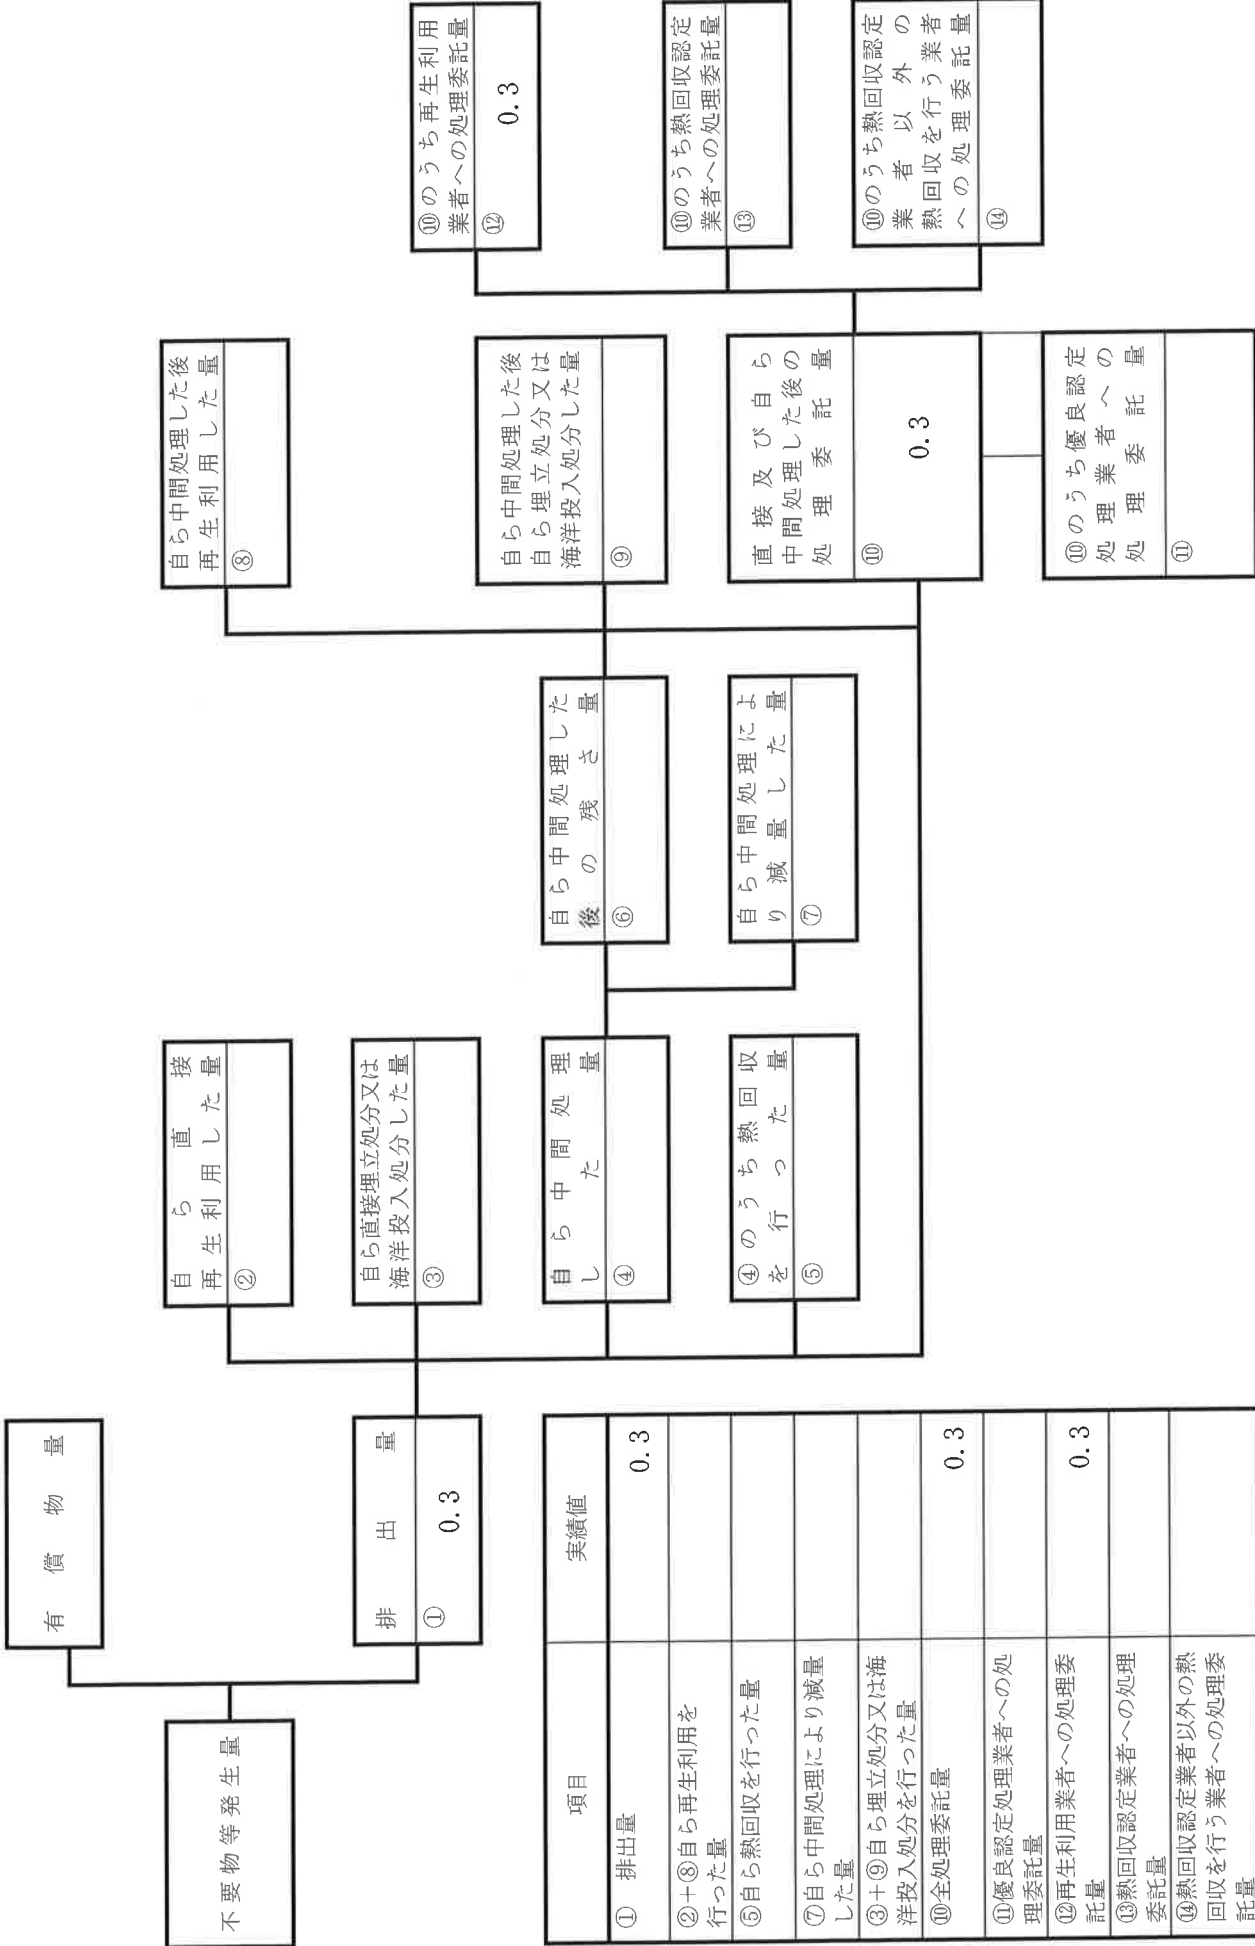 不要物等発生量
有償物量
排出量
①
0.3
自ら直接
再生利用した量
②
自ら直接埋立処分又は
海洋投入処分した量
③
自ら中間処理
した量
④
④のうち熱回収
を行った量
⑤
自ら中間処理した
後の残さ量
⑥
自ら中間処理によ
り減量した量
⑦
自ら中間処理した後
再生利用した量
⑧
自ら中間処理した後
自ら埋立処分又は
海洋投入処分した量
⑨
直接及び自ら
中間処理した後の
処理委託量
⑩
0.3
⑩のうち優良認定
処理業者への
処理委託量
⑪
⑩のうち再生利用
業者への処理委託量
⑫
0.3
⑩のうち熱回収認定
業者への処理委託量
⑬
⑩のうち熱回収認定
業者以外の
熱回収を行う業者
への処理委託量
⑭
項目 実績値
① 排出量 0.3
②+⑧自ら再生利用を
行った量
⑤自ら熱回収を行った量
⑦自ら中間処理により減量
した量
③+⑨自ら埋立処分又は海
洋投入処分を行った量
⑩全処理委託量 0.3
⑪優良認定処理業者への処
理委託量
⑫再生利用業者への処理委
託量 0.3
⑬熱回収認定業者への処理
委託量
⑭熱回収認定業者以外の熱
回収を行う業者への処理委
託量